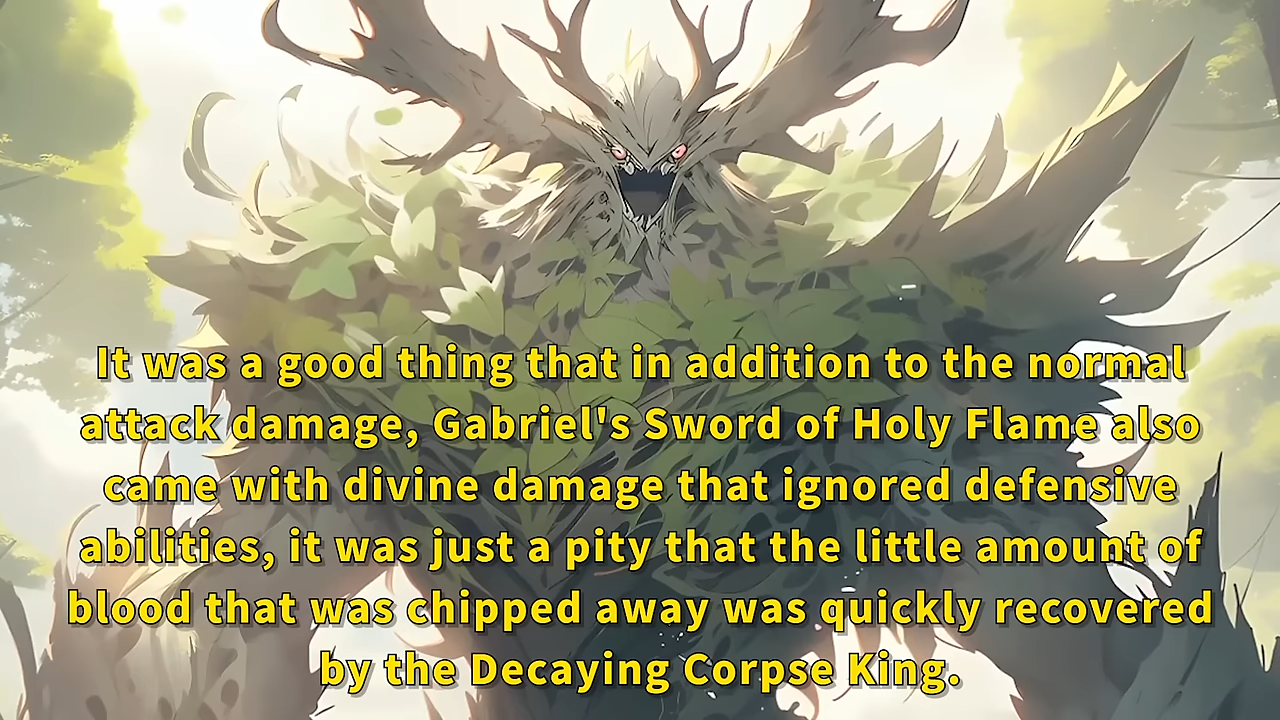 It was a good thing that in addition to the normal
attack damage, Gabriel's Sword of Holy Flame also
came with divine damage that ignored defensive
abilities, it was just a pity that the little amount of
blood that was chipped away was quickly recovered
by the Decaying Corpse King.